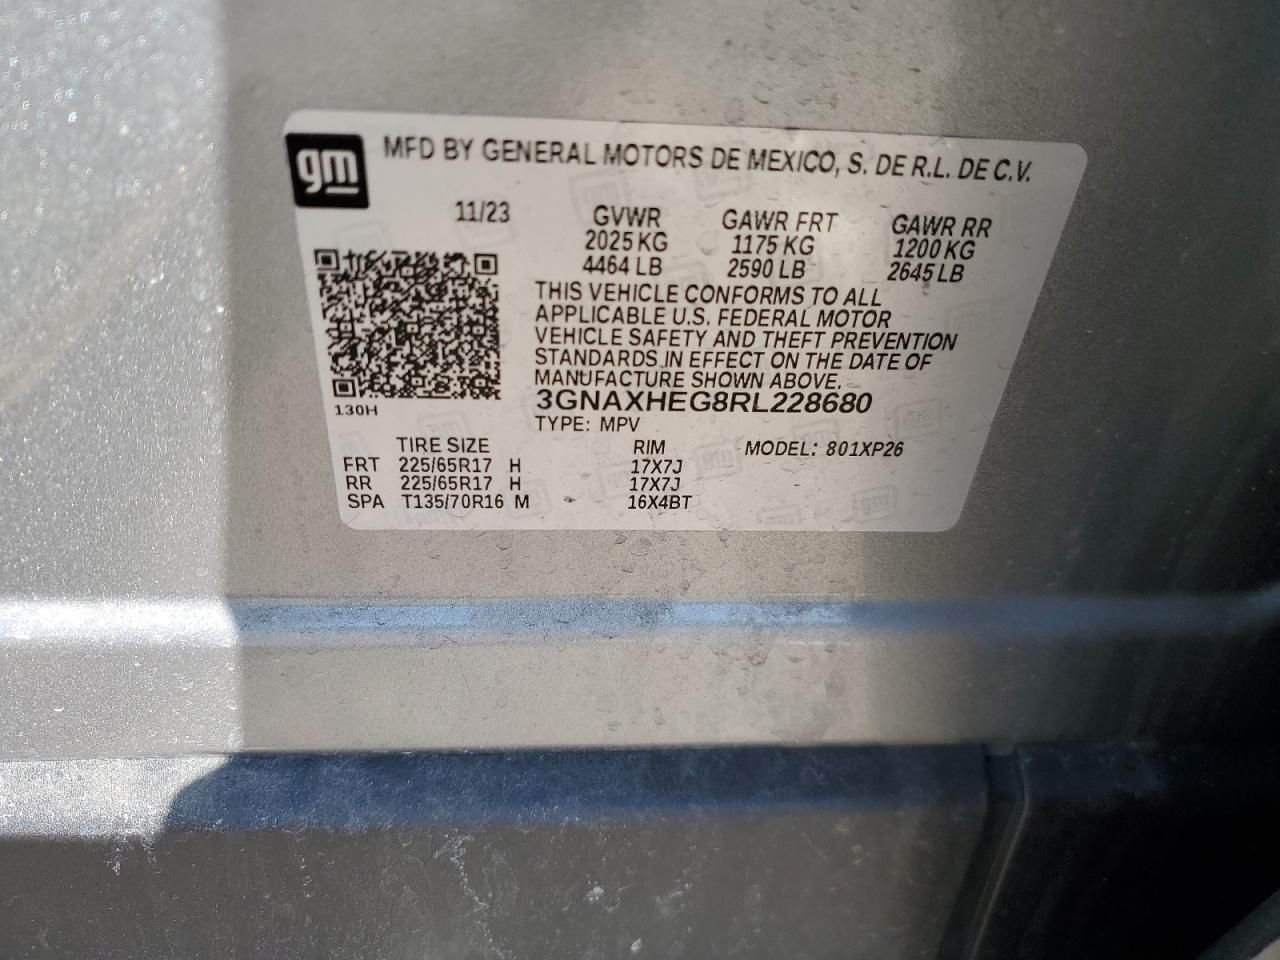 gm MFD BY GENERAL MOTORS DE MEXICO, S. DE R.L. DE C.V.
11/23 GVWR GAWR FRT GAWR RR
2025 KG 1175 KG 1200 KG
4464 LB 2590 LB 2645 LB
THIS VEHICLE CONFORMS TO ALL
APPLICABLE U.S. FEDERAL MOTOR
VEHICLE SAFETY AND THEFT PREVENTION
STANDARDS IN EFFECT ON THE DATE OF
MANUFACTURE SHOWN ABOVE.
130H
3GNAXHEG8RL228680
TYPE: MPV
TIRE SIZE RIM MODEL: 801XP26
FRT 225/65R17 H 17X7J
RR 225/65R17 H 17X7J
SPA T135/70R16 M 16X4BT